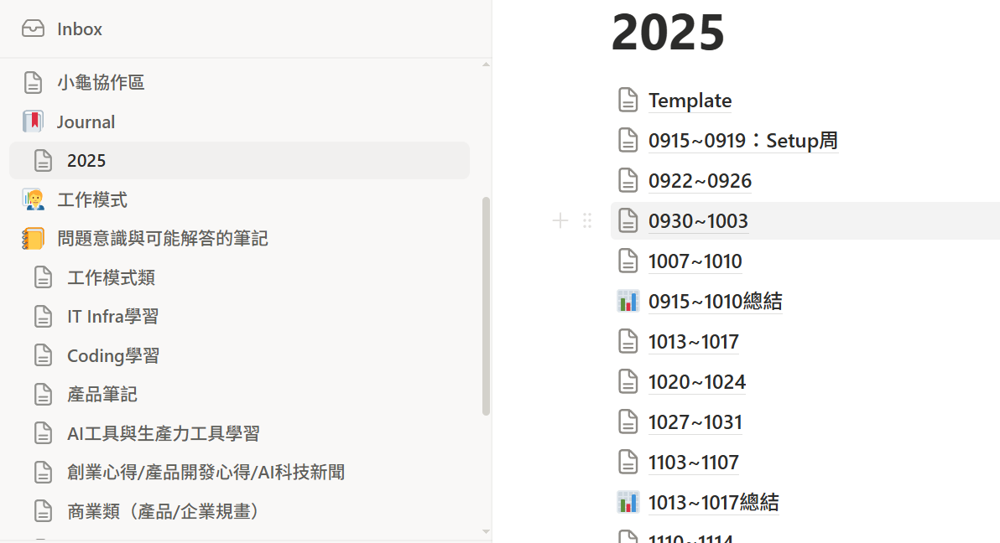 Inbox
小龜協作區
Journal
2025
工作模式
問題意識與可能解答的筆記
工作模式類
IT Infra學習
Coding學習
產品筆記
AI工具與生產力工具學習
創業心得/產品開發心得/AI科技新聞
商業類（產品/企業規畫）
2025
Template
0915~0919：Setup周
0922~0926
0930~1003
1007~1010
0915~1010總結
1013~1017
1020~1024
1027~1031
1103~1107
1013~1017總結
1110~1114